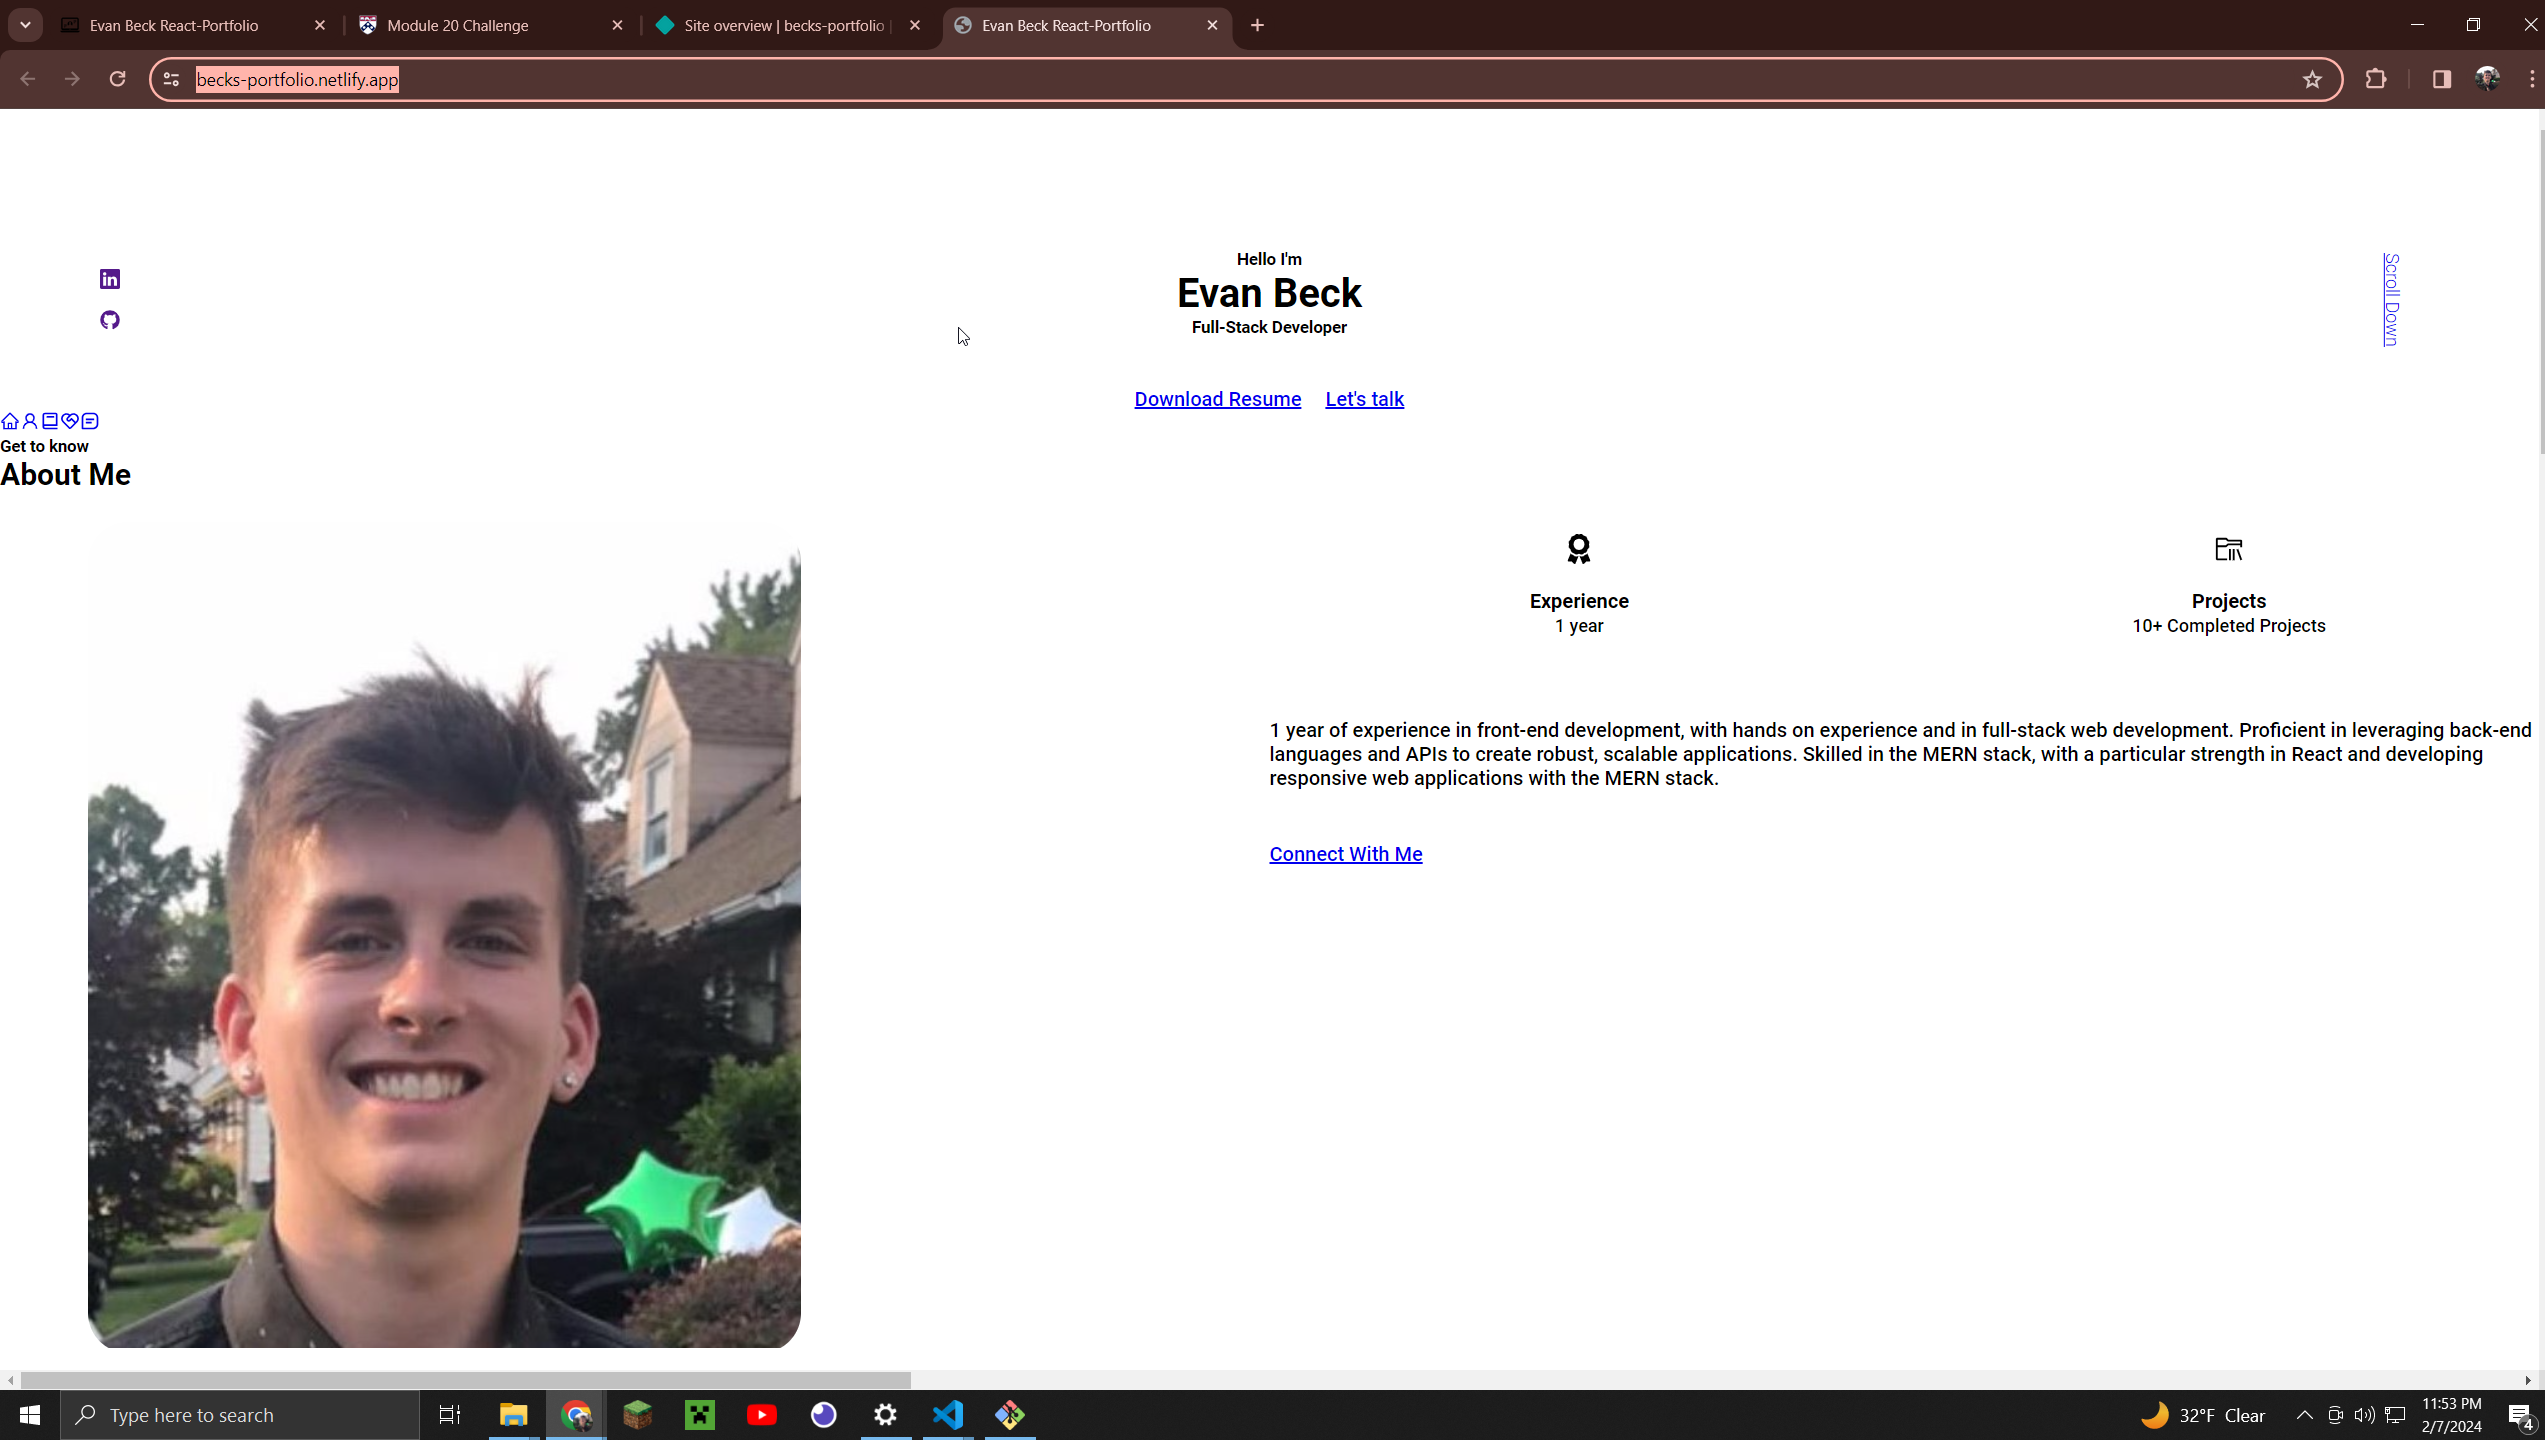 Evan Beck React-Portfolio
Module 20 Challenge
Site overview | becks-portfolio |
Evan Beck React-Portfolio
becks-portfolio.netlify.app
Hello I'm
Evan Beck
Full-Stack Developer
Scroll Down
Download Resume
Let's talk
Get to know
About Me
Experience
1 year
Projects
10+ Completed Projects
1 year of experience in front-end development, with hands on experience and in full-stack web development. Proficient in leveraging back-end
languages and APIs to create robust, scalable applications. Skilled in the MERN stack, with a particular strength in React and developing
responsive web applications with the MERN stack.
Connect With Me
Type here to search
32°F Clear
11:53 PM
2/7/2024
4